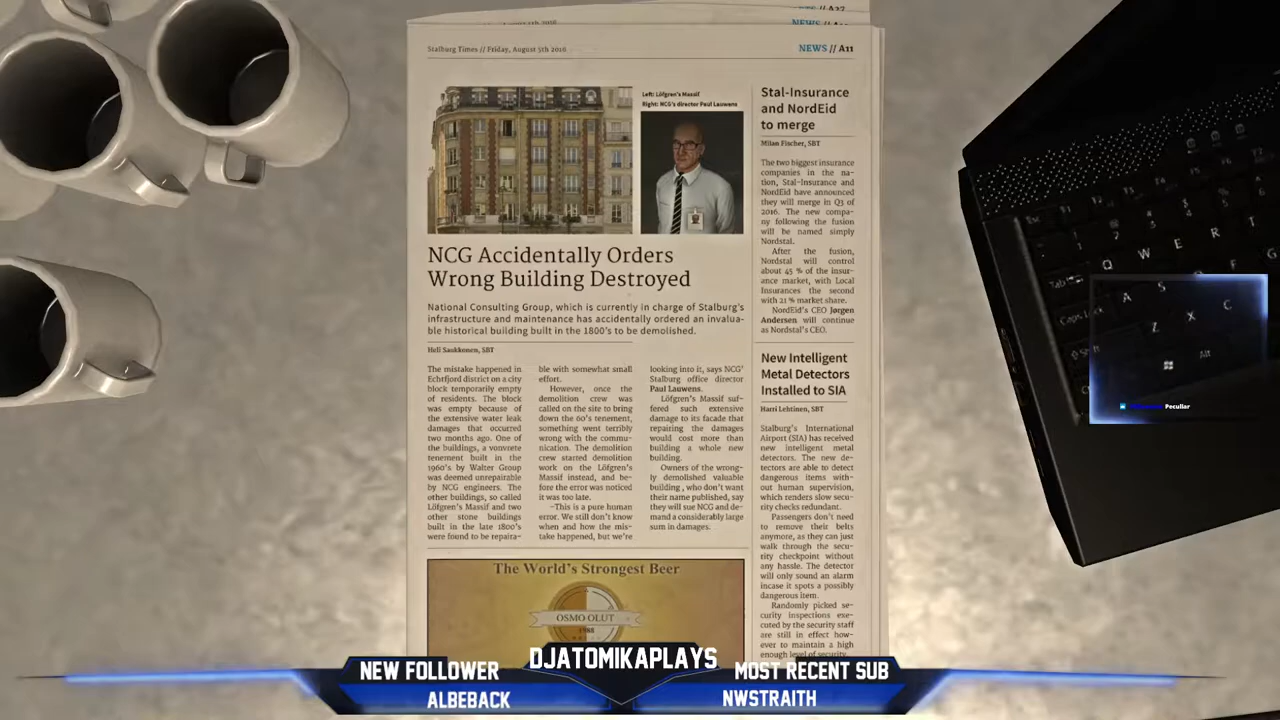 Stalburg Times // Friday, August 5th 2016
NEWS // A11
Left: Löfgren's Massif
Right: NCG's director Paul Lauwens
NCG Accidentally Orders
Wrong Building Destroyed
National Consulting Group, which is currently in charge of Stalburg's
infrastructure and maintenance has accidentally ordered an invalua-
ble historical building built in the 1800's to be demolished.
Heli Saukkonen, SBT
The mistake happened in
Echtfjord district on a city
block temporarily empty
of residents. The block
was empty because of
the extensive water leak
damages that occurred
two months ago. One of
the buildings, a vonvrete
tenement built in the
1960's by Walter Group
was deemed unrepairable
by NCG engineers. The
other buildings, so called
Löfgren's Massif and two
other stone buildings
built in the late 1800's
were found to be repaira-
ble with somewhat small
effort.
However, once the
demolition crew was
called on the site to bring
down the 60's tenement,
something went terribly
wrong with the commu-
nication. The demolition
crew started demolition
work on the Löfgren's
Massif instead, and be-
fore the error was noticed
it was too late.
–This is a pure human
error. We still don't know
when and how the mis-
take happened, but we're
looking into it, says NCG'
Stalburg office director
Paul Lauwens.
Löfgren's Massif suf-
fered such extensive
damage to its facade that
repairing the damages
would cost more than
building a whole new
building.
Owners of the wrong-
ly demolished valuable
building , who don't want
their name published, say
they will sue NCG and de-
mand a considerably large
sum in damages.
Stal-Insurance
and NordEid
to merge
Milan Fischer, SBT
The two biggest insurance
companies in the na-
tion, Stal-Insurance and
NordEid have announced
they will merge in Q3 of
2016. The new compa-
ny following the fusion
will be named simply
Nordstal.
After the fusion,
Nordstal will control
about 45 % of the insur-
ance market, with Local
Insurances the second
with 21 % market share.
NordEid's CEO Jørgen
Andersen will continue
as Nordstal's CEO.
New Intelligent
Metal Detectors
Installed to SIA
Harri Lehtinen, SBT
Stalburg's International
Airport (SIA) has received
new intelligent metal
detectors. The new de-
tectors are able to detect
dangerous items with-
out human supervision,
which renders slow secu-
rity checks redundant.
Passengers don't need
to remove their belts
anymore, as they can just
walk through the secu-
rity checkpoint without
any hassle. The detector
will only sound an alarm
incase it spots a possibly
dangerous item.
Randomly picked se-
curity inspections exe-
cuted by the security staff
are still in effect how-
ever to maintain a high
enough level of security.
The World's Strongest Beer
OSMO OLUT
1988
Q W E R T
A S F G
Z X C
Caps Lock
Alt
Peculiar
DJATOMIKAPLAYS
NEW FOLLOWER
ALBEBACK
MOST RECENT SUB
NWSTRAITH